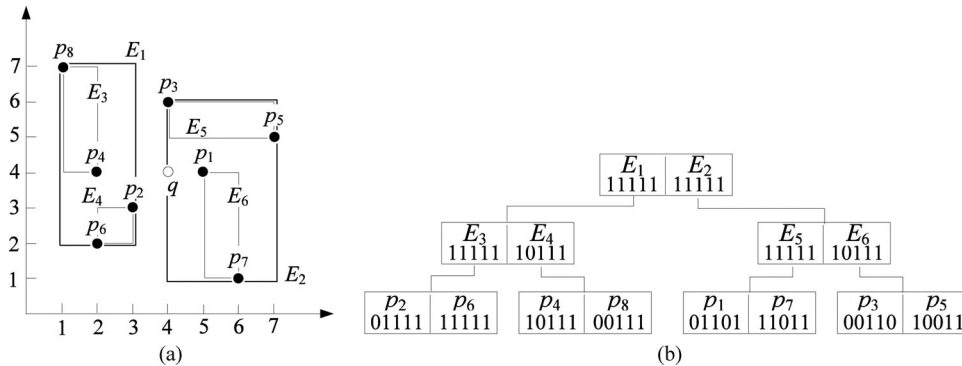 p8 E1
7
E3 p3
6
p5
5 E5
p4 p1
4
q
E4 p2 E6
3
p6
2
p7
1 E2
1 2 3 4 5 6 7
(a)
E1 E2
11111 11111
E3 E4
11111 10111
E5 E6
11111 10111
p2 p6
01111 11111
p4 p8
10111 00111
p1 p7
01101 11011
p3 p5
00110 10011
(b)